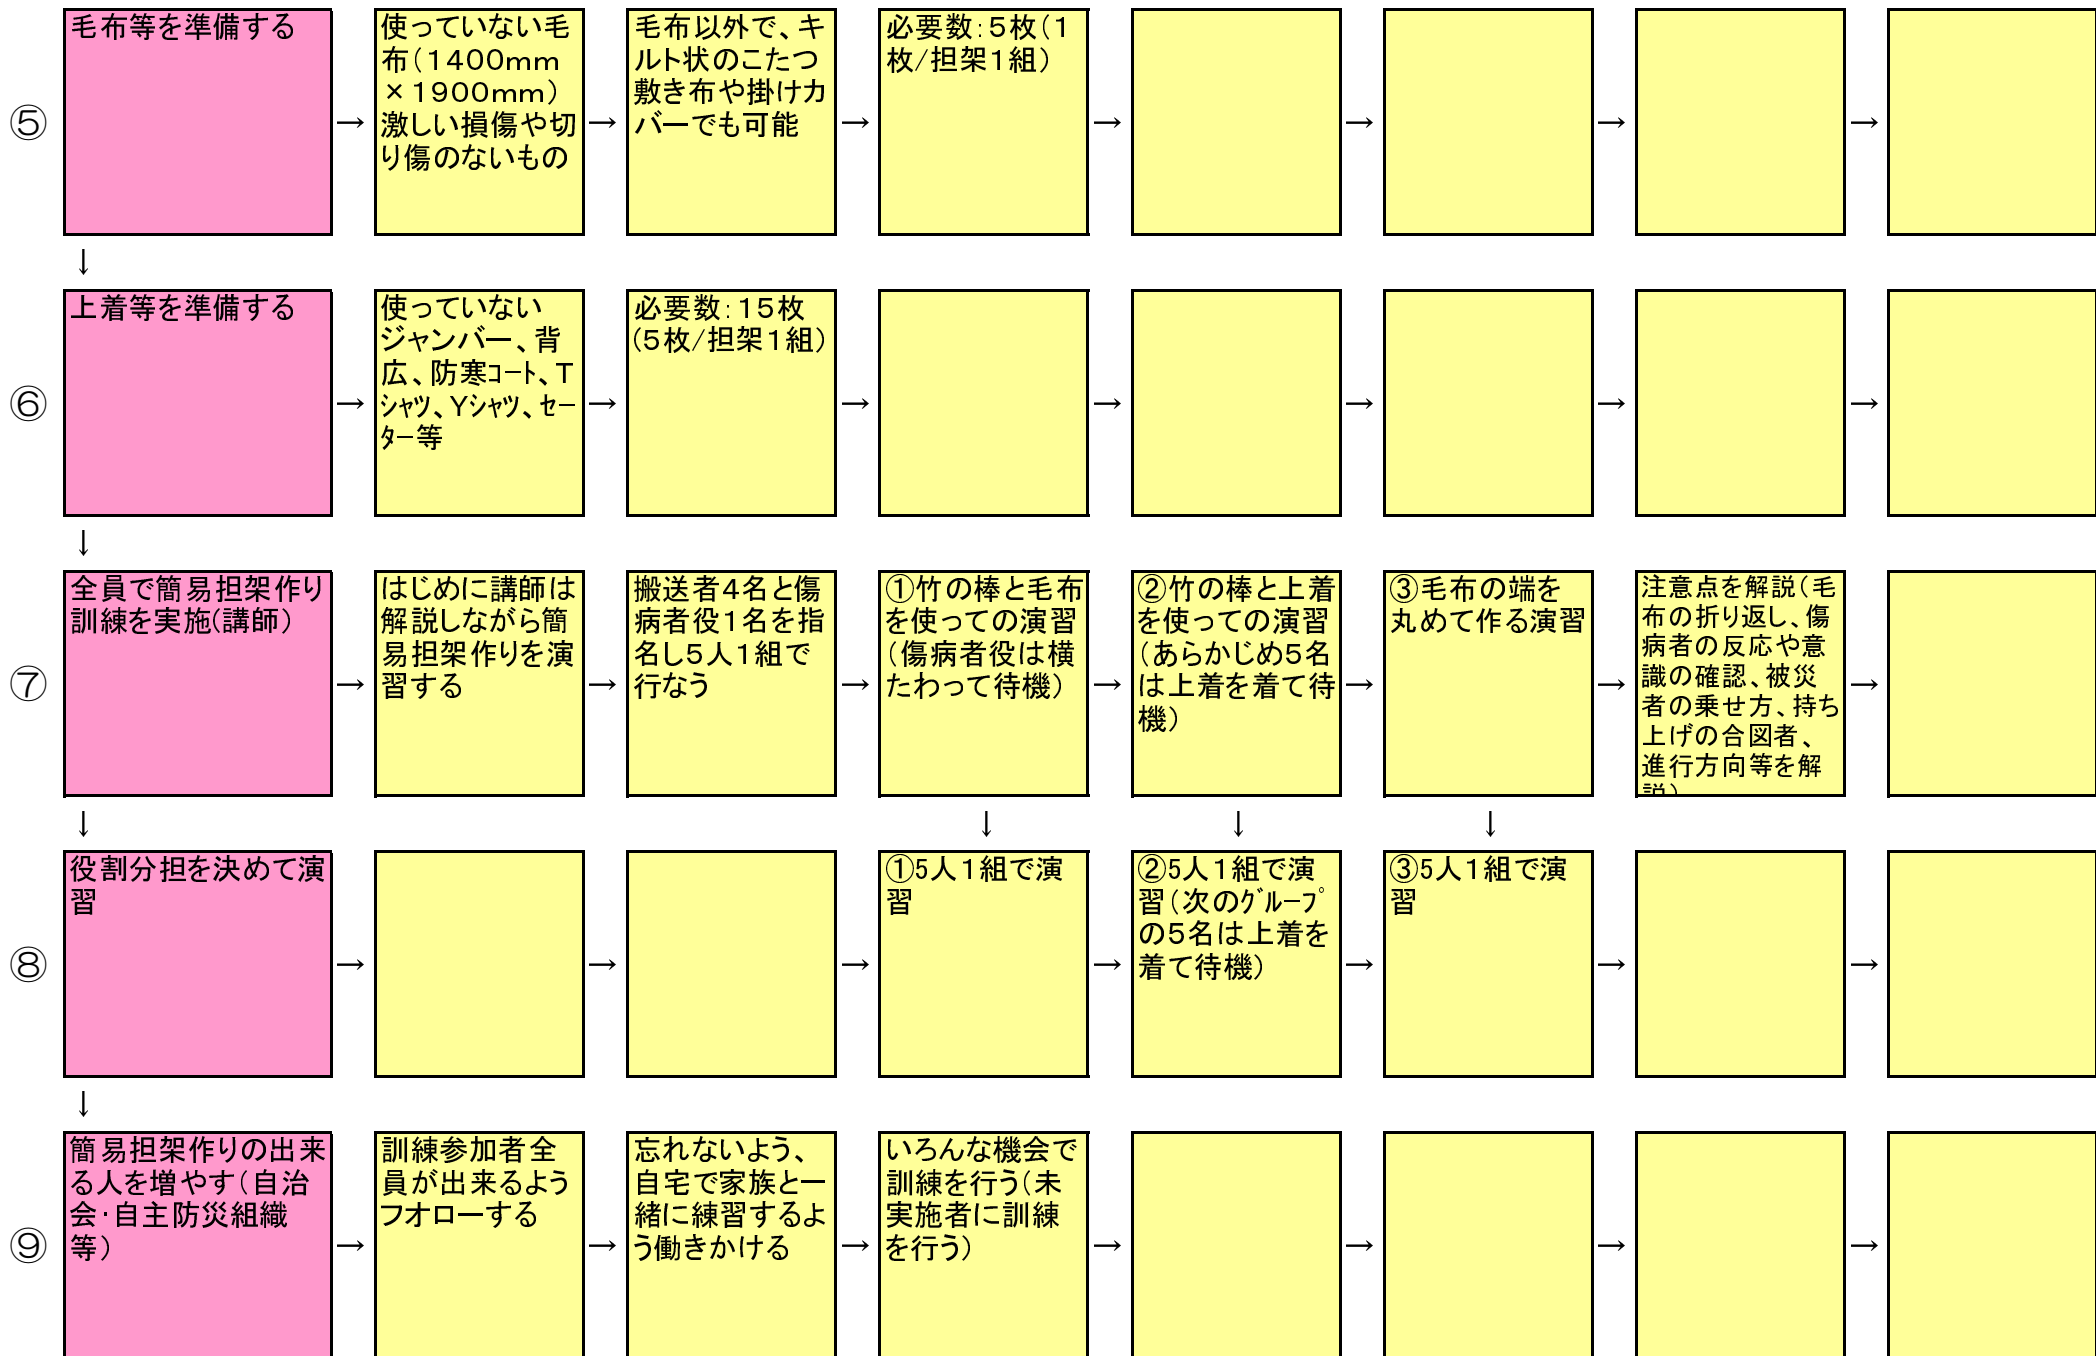 ⑤
毛布等を準備する
→
使っていない毛
布(1400mm
×1900mm)
激しい損傷や切
り傷のないもの
→
毛布以外で、キ
ルト状のこたつ
敷き布や掛けカ
バーでも可能
→
必要数:5枚(1
枚/担架1組)
→
→
→
→
↓
⑥
上着等を準備する
→
使っていない
ジャンバー、背
広、防寒コート、T
シャツ、Yシャツ、セー
ター等
→
必要数:15枚
(5枚/担架1組)
→
→
→
→
→
↓
⑦
全員で簡易担架作り
訓練を実施(講師)
→
はじめに講師は
解説しながら簡
易担架作りを演
習する
→
搬送者4名と傷
病者役1名を指
名し5人1組で
行なう
→
①竹の棒と毛布
を使っての演習
(傷病者役は横
たわって待機)
→
②竹の棒と上着
を使っての演習
(あらかじめ5名
は上着を着て待
機)
→
③毛布の端を
丸めて作る演習
→
注意点を解説(毛
布の折り返し、傷
病者の反応や意
識の確認、被災
者の乗せ方、持ち
上げの合図者、
進行方向等を解
説)
→
↓
↓
↓
↓
⑧
役割分担を決めて演
習
→
→
→
①5人1組で演
習
→
②5人1組で演
習(次のグループ
の5名は上着を
着て待機)
→
③5人1組で演
習
→
→
↓
⑨
簡易担架作りの出来
る人を増やす(自治
会・自主防災組織
等)
→
訓練参加者全
員が出来るよう
フオローする
→
忘れないよう、
自宅で家族と一
緒に練習するよ
う働きかける
→
いろんな機会で
訓練を行う(未
実施者に訓練
を行う)
→
→
→
→